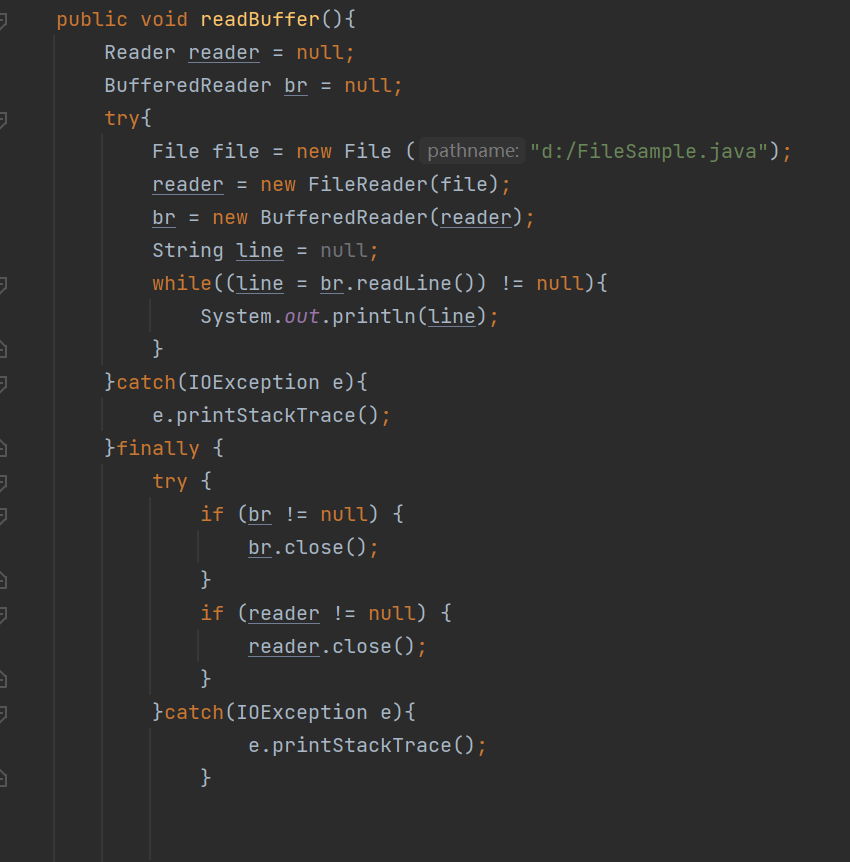 public void readBuffer(){
Reader reader = null;
BufferedReader br = null;
try{
File file = new File ( pathname: "d:/FileSample.java");
reader = new FileReader(file);
br = new BufferedReader(reader);
String line = null;
while((line = br.readLine()) != null){
System.out.println(line);
}
}catch(IOException e){
e.printStackTrace();
}finally {
try {
if (br != null) {
br.close();
}
if (reader != null) {
reader.close();
}
}catch(IOException e){
e.printStackTrace();
}